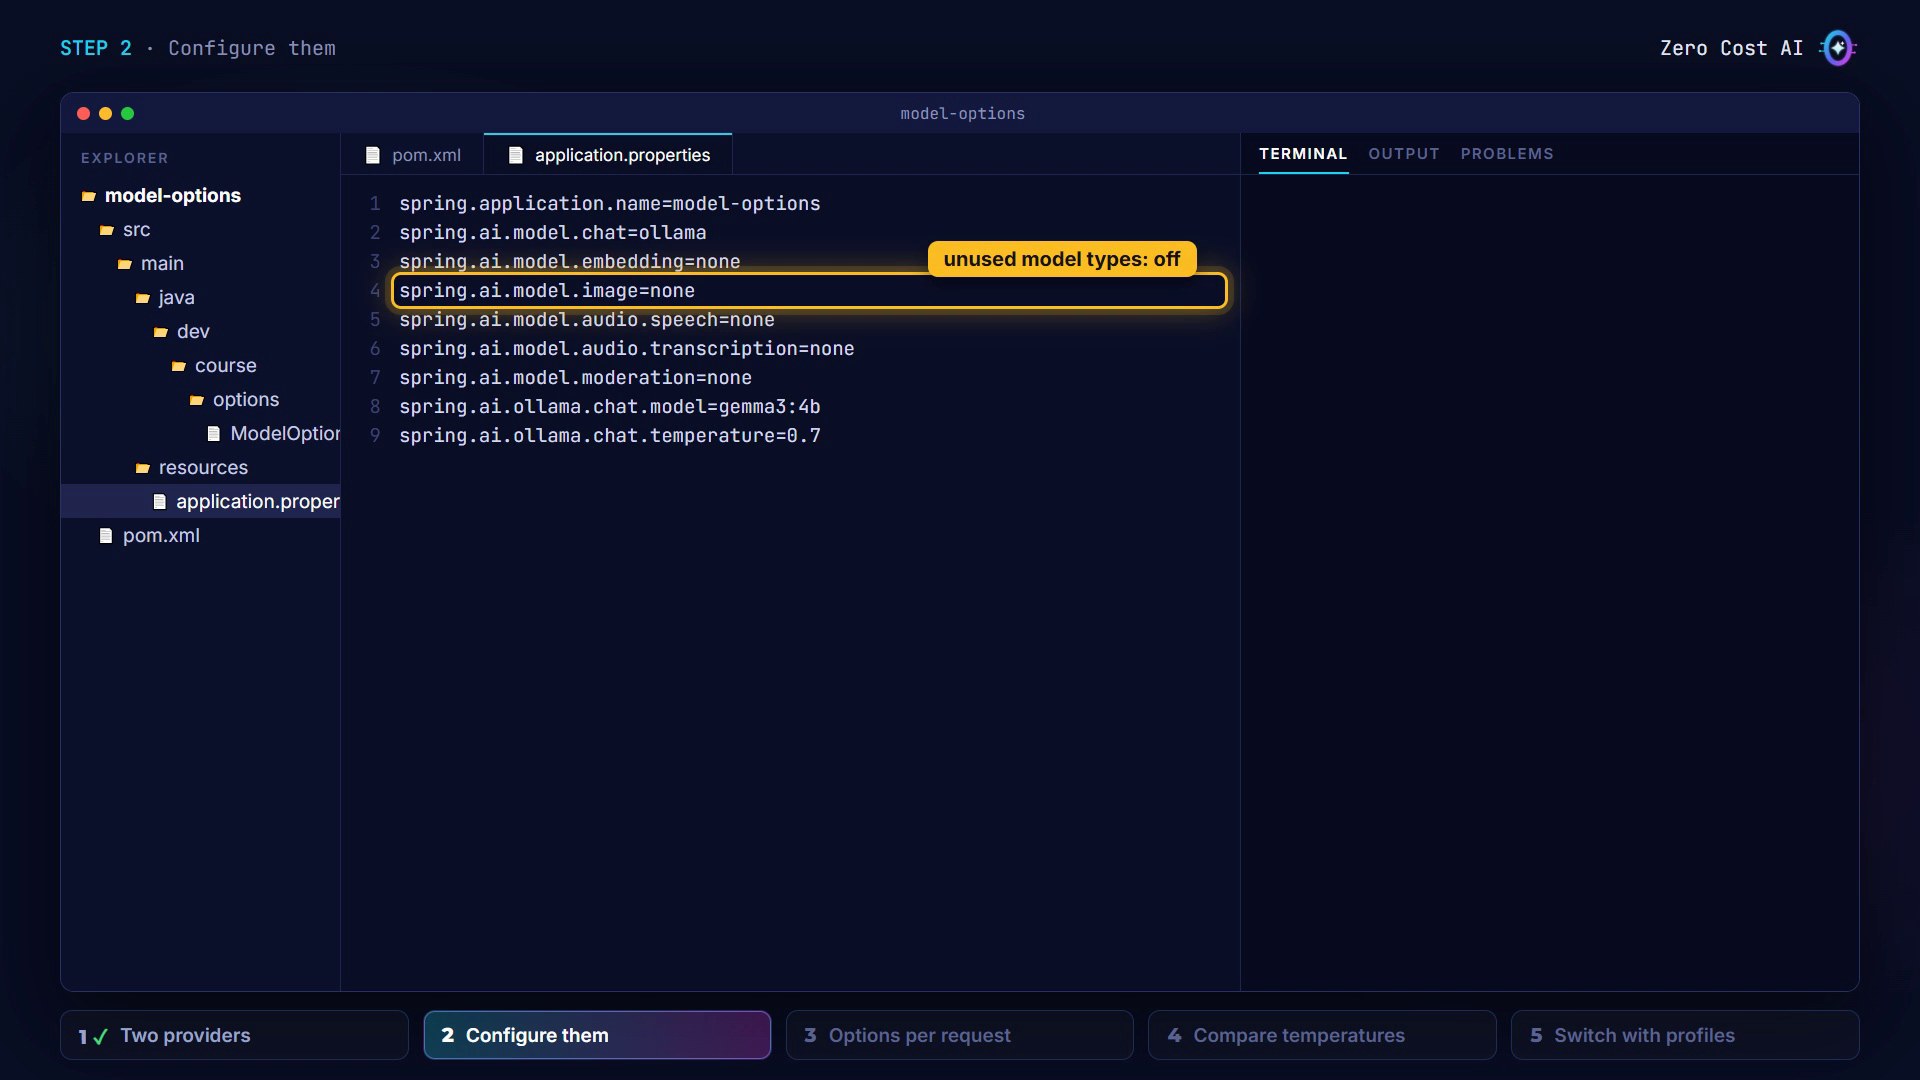 STEP 2 · Configure them
Zero Cost AI
model-options
EXPLORER
model-options
src
main
java
dev
course
options
ModelOption
resources
application.proper
pom.xml
pom.xml
application.properties
1 spring.application.name=model-options
2 spring.ai.model.chat=ollama
3 spring.ai.model.embedding=none
unused model types: off
4 spring.ai.model.image=none
5 spring.ai.model.audio.speech=none
6 spring.ai.model.audio.transcription=none
7 spring.ai.model.moderation=none
8 spring.ai.ollama.chat.model=gemma3:4b
9 spring.ai.ollama.chat.temperature=0.7
TERMINAL OUTPUT PROBLEMS
1 ✓ Two providers
2 Configure them
3 Options per request
4 Compare temperatures
5 Switch with profiles